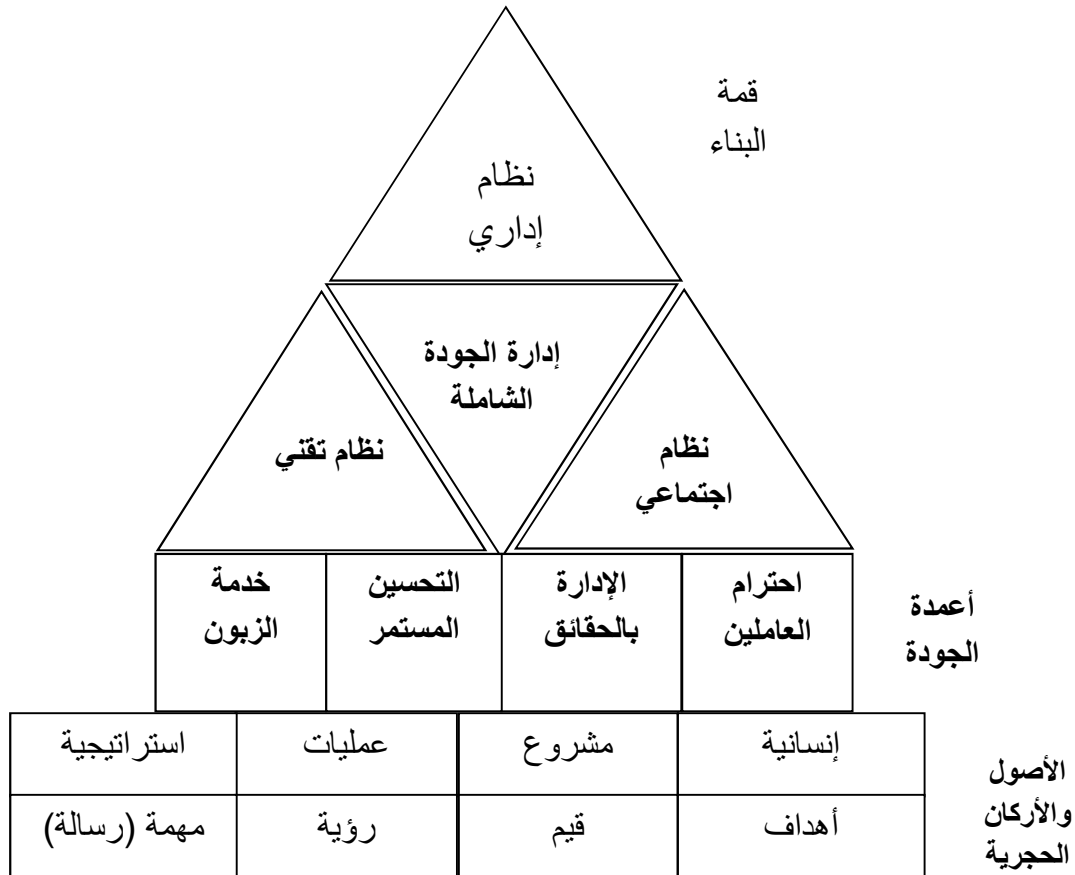 قمة
البناء
نظام
إداري
إدارة الجودة
الشاملة
نظام
اجتماعي
نظام تقني
أعمدة
الجودة
احترام
العاملين
الإدارة
بالحقائق
التحسين
المستمر
خدمة
الزبون
الأصول
والأركان
الحجرية
إنسانية
مشروع
عمليات
استراتيجية
أهداف
قيم
رؤية
مهمة (رسالة)